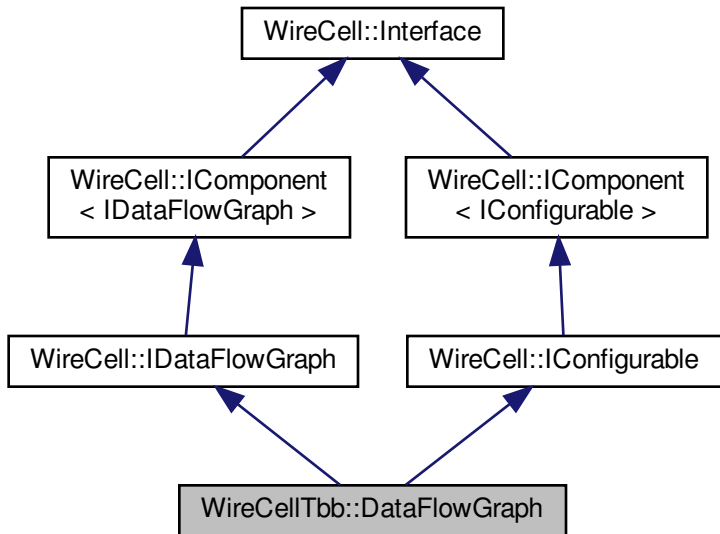 WireCell::Interface
WireCell::IComponent
< IDataFlowGraph >
WireCell::IComponent
< IConfigurable >
WireCell::IDataFlowGraph
WireCell::IConfigurable
WireCellTbb::DataFlowGraph